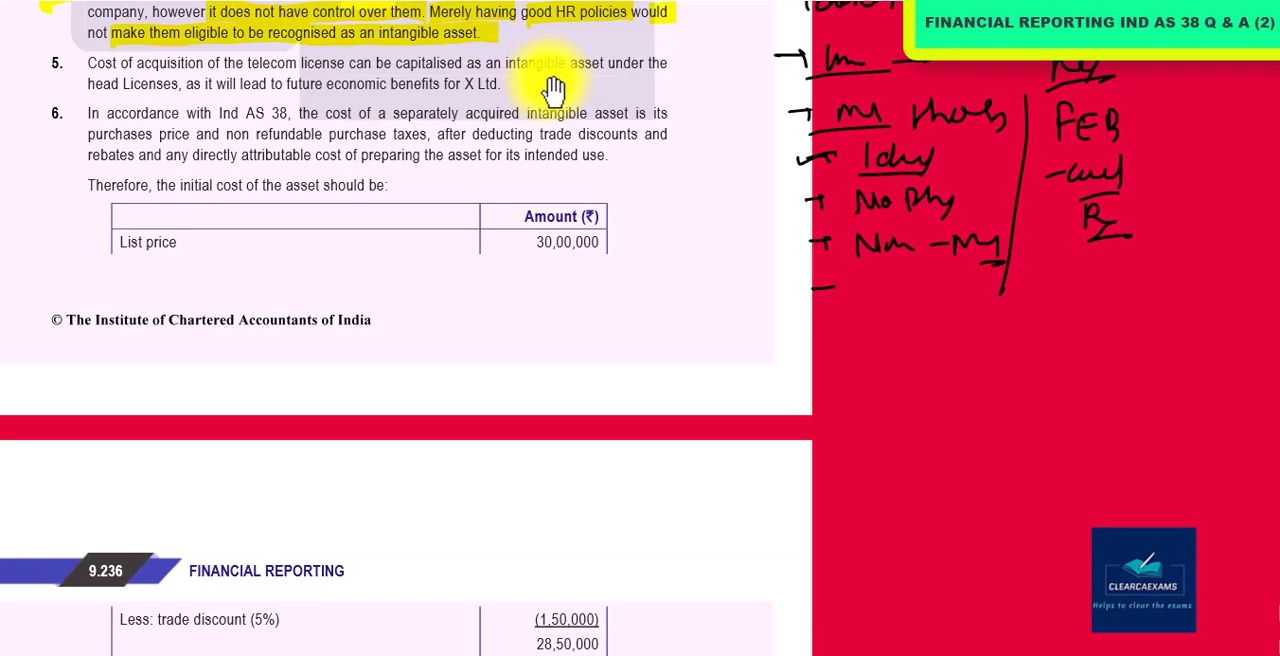 company, however it does not have control over them. Merely having good HR policies would
not make them eligible to be recognised as an intangible asset.
5. Cost of acquisition of the telecom license can be capitalised as an intangible asset under the
head Licenses, as it will lead to future economic benefits for X Ltd.
6. In accordance with Ind AS 38, the cost of a separately acquired intangible asset is its
purchases price and non refundable purchase taxes, after deducting trade discounts and
rebates and any directly attributable cost of preparing the asset for its intended use.
Therefore, the initial cost of the asset should be:
Amount (₹)
List price 30,00,000
© The Institute of Chartered Accountants of India
9.236 FINANCIAL REPORTING
Less: trade discount (5%) (1,50,000)
28,50,000
FINANCIAL REPORTING IND AS 38 Q & A (2)
No Phy
FEB
CLEARCAEXAMS
Helps to clear the exams